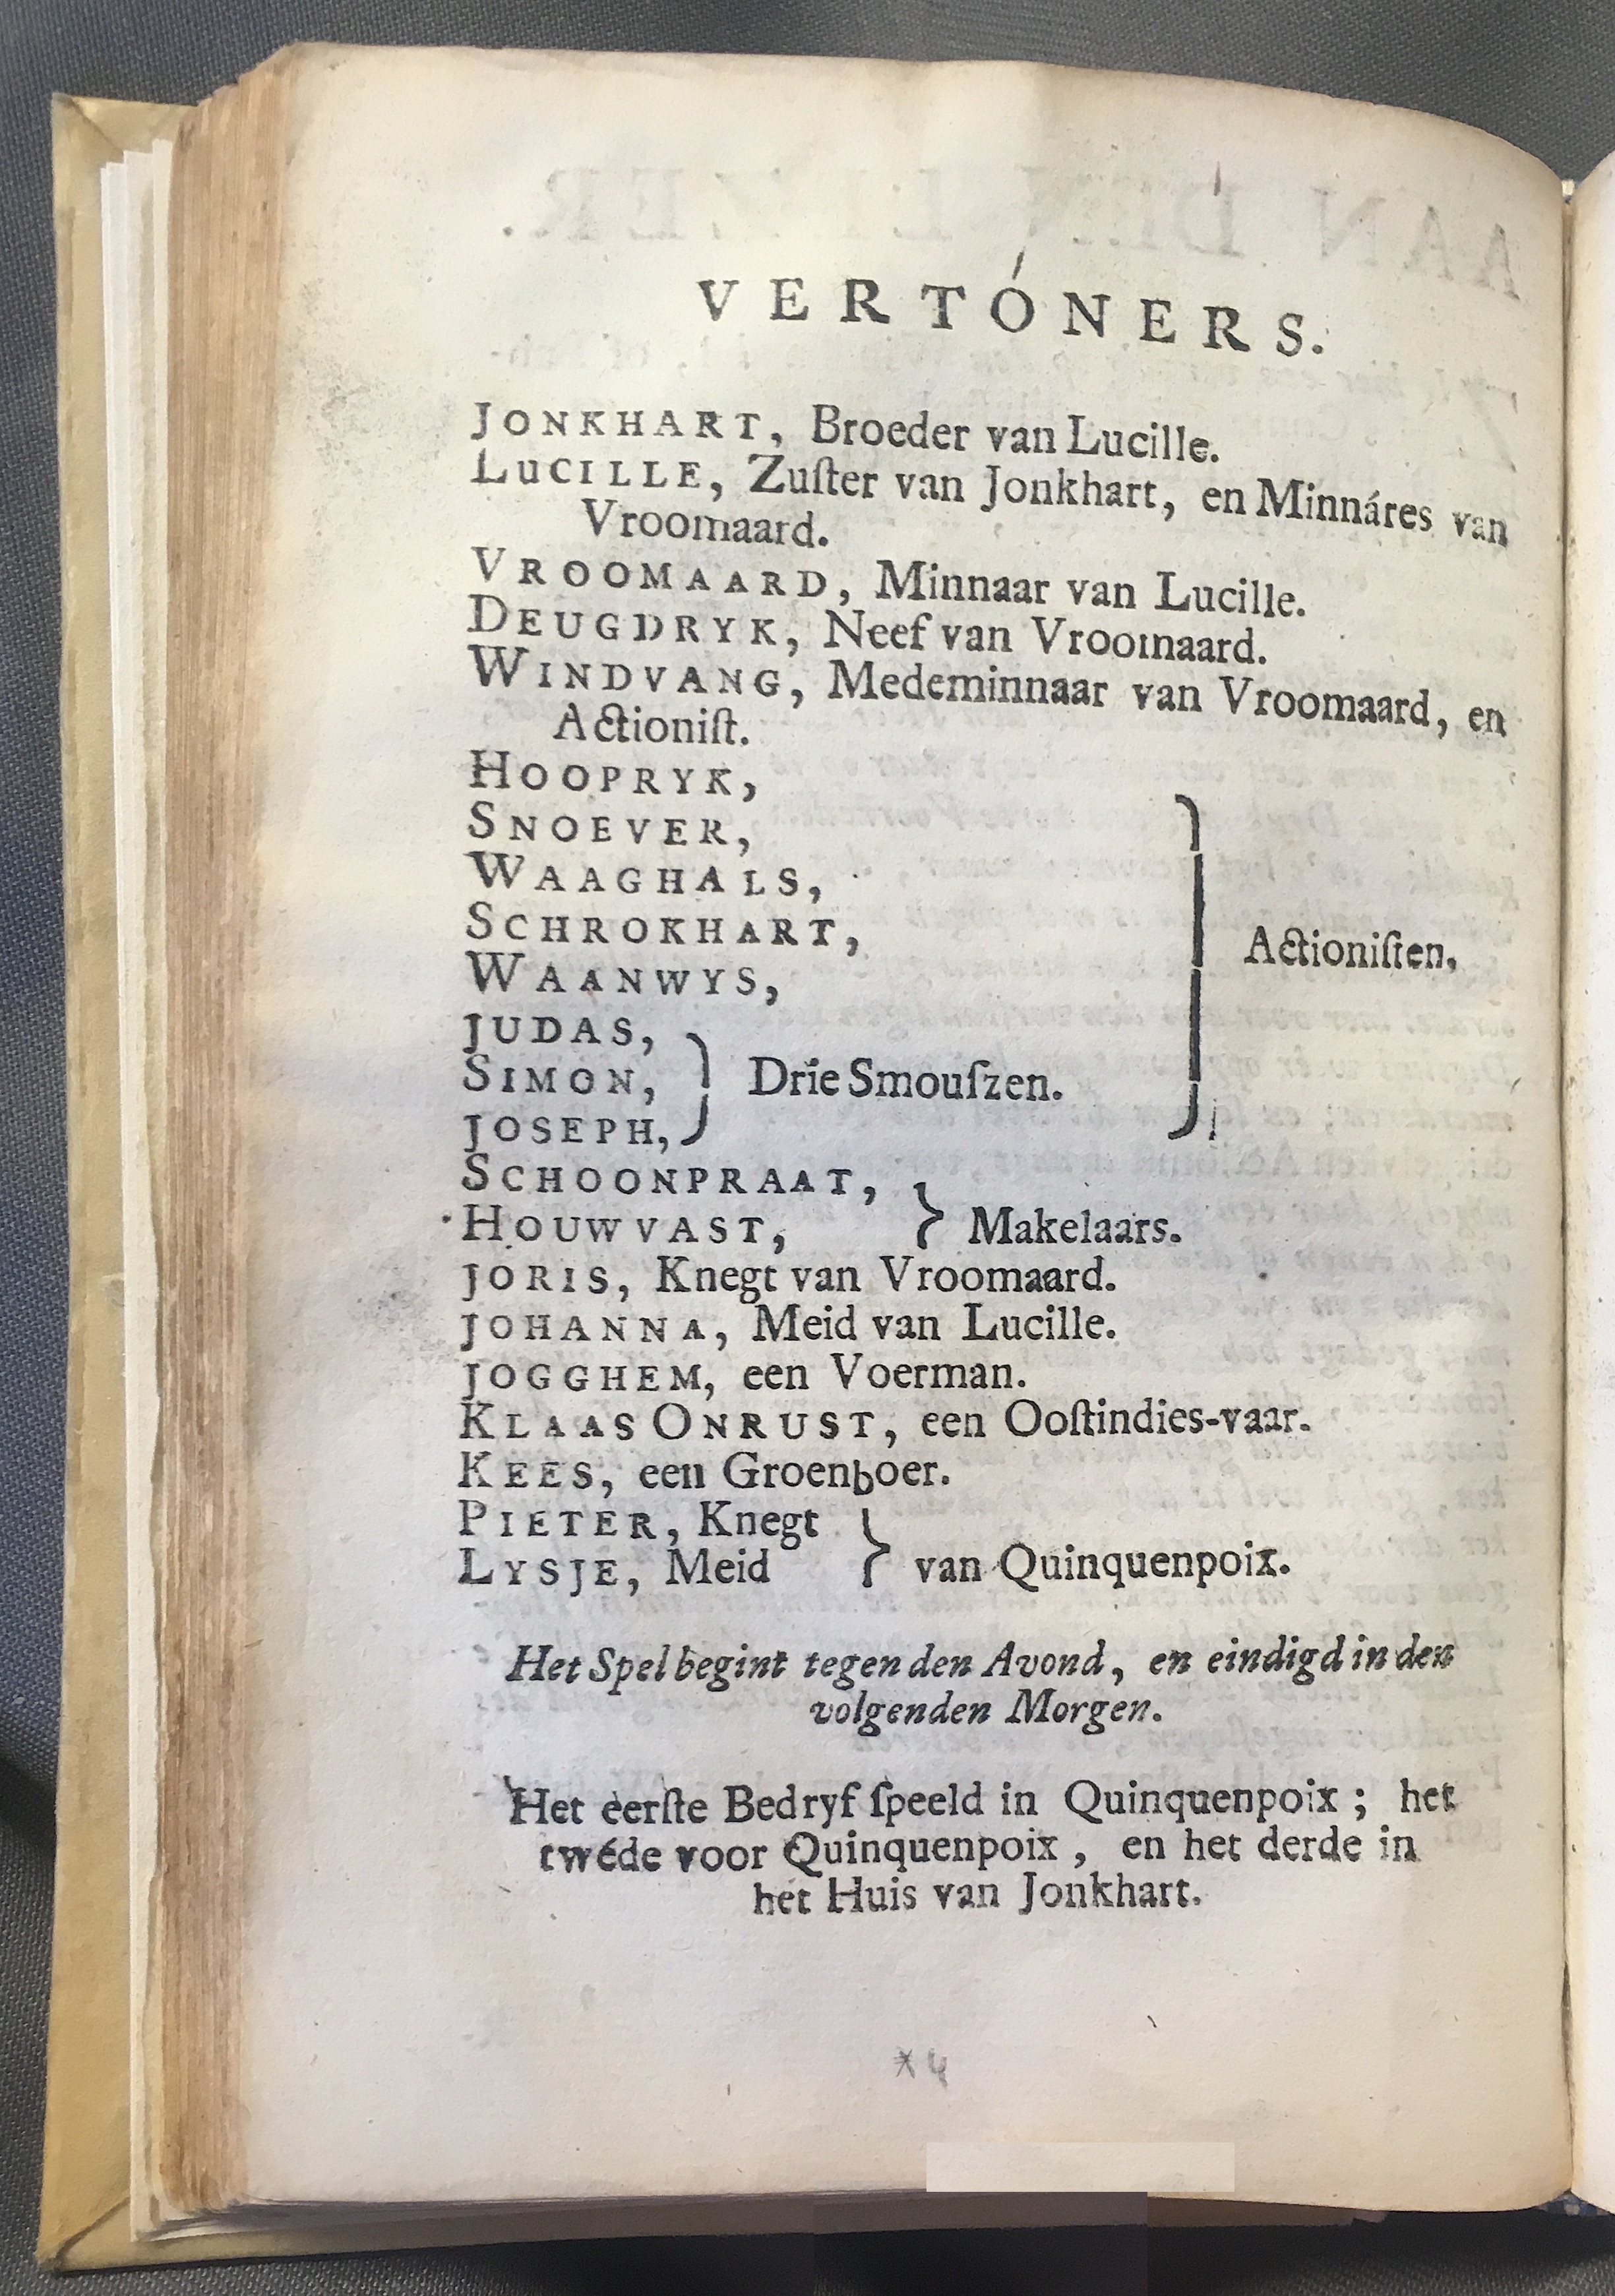 VERTÓNERS.
JONKHART, Broeder van Lucille.
LUCILLE, Zuſter van Jonkhart, en Minnáres van
Vroomaard.
VROOMAARD, Minnaar van Lucille.
DEUGDRYK, Neef van Vroomaard.
WINDVANG, Medeminnaar van Vroomaard, en
Actioniſt.
HOOPRYK,
SNOEVER,
WAAGHALS,
SCHROKHART,
WAANWYS,
Actioniſten,
JUDAS,
SIMON,
JOSEPH,
Drie Smouſzen.
SCHOONPRAAT,
HOUWVAST,
Makelaars.
JORIS, Knegt van Vroomaard.
JOHANNA, Meid van Lucille.
JOGGHEM, een Voerman.
KLAAS ONRUST, een Ooſtindies-vaar.
KEES, een Groenboer.
PIETER, Knegt
LYSJE, Meid
van Quinquenpoix.
Het Spel begint tegen den Avond, en eindigd in den
volgenden Morgen.
Het eerſte Bedryf ſpeeld in Quinquenpoix; het
twéde voor Quinquenpoix, en het derde in
het Huis van Jonkhart.
*4